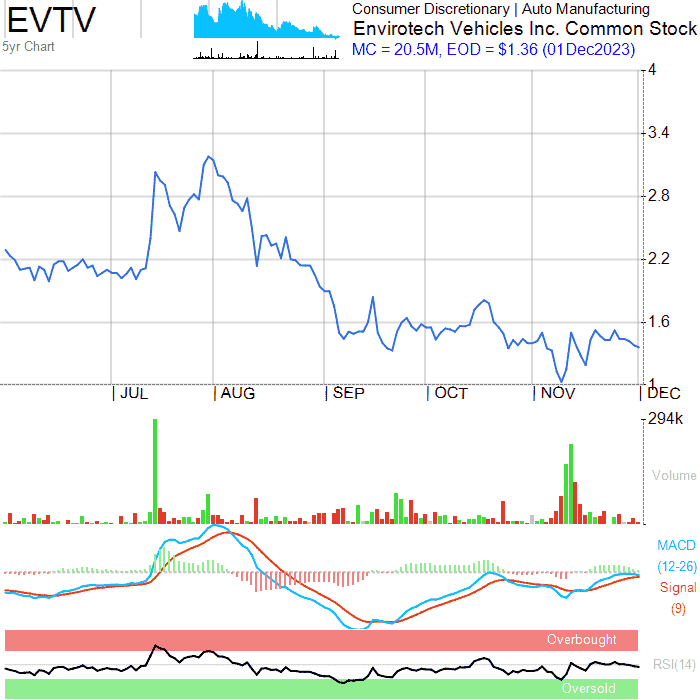 EVTV
5yr Chart
Consumer Discretionary | Auto Manufacturing
Envirotech Vehicles Inc. Common Stock
MC = 20.5M, EOD = $1.36 (01Dec2023)
4
3.4
2.8
2.2
1.6
1
| JUL | AUG | SEP | OCT | NOV | DEC
294k
Volume
MACD
(12-26)
Signal
(9)
Overbought
RSI(14)
Oversold